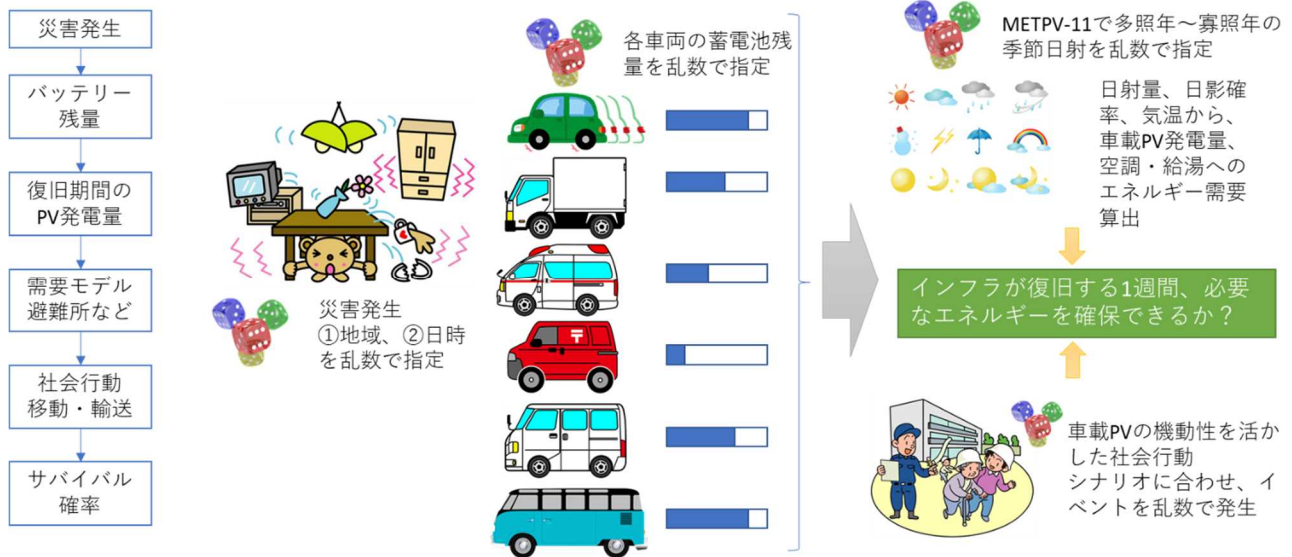 災害発生
バッテリー
残量
復旧期間の
PV発電量
需要モデル
避難所など
社会行動
移動・輸送
サバイバル
確率
災害発生
①地域、②日時
を乱数で指定
各車両の蓄電池残
量を乱数で指定
〒
METPV-11で多照年～寡照年の
季節日射を乱数で指定
日射量、日影確
率、気温から、
車載PV発電量、
空調・給湯への
エネルギー需要
算出
インフラが復旧する1週間、必要
なエネルギーを確保できるか？
車載PVの機動性を活か
した社会行動
シナリオに合わせ、イ
ベントを乱数で発生